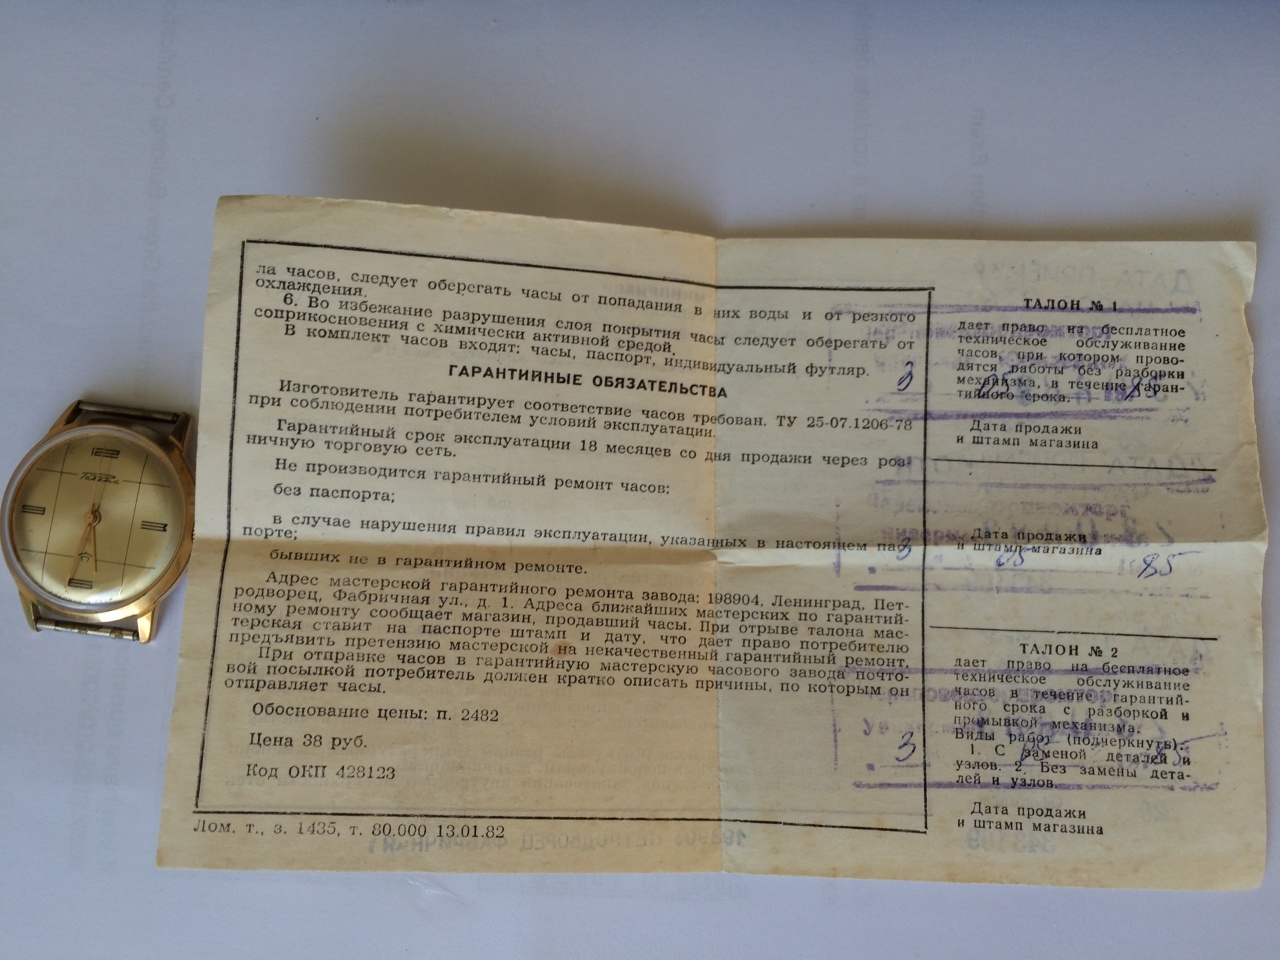 ла часов, следует оберегать часы от попадания в них воды и от резкого
охлаждения.
6. Во избежание разрушения слоя покрытия часы следует оберегать от
соприкосновения с химически активной средой.
В комплект часов входят: часы, паспорт, индивидуальный футляр.
ГАРАНТИЙНЫЕ ОБЯЗАТЕЛЬСТВА
Изготовитель гарантирует соответствие часов требован. ТУ 25-07.1206-78
при соблюдении потребителем условий эксплуатации.
Гарантийный срок эксплуатации 18 месяцев со дня продажи через роз-
ничную торговую сеть.
Не производится гарантийный ремонт часов:
без паспорта;
в случае нарушения правил эксплуатации, указанных в настоящем пас-
порте;
бывших не в гарантийном ремонте.
Адрес мастерской гарантийного ремонта завода: 198904, Ленинград, Пет-
родворец, Фабричная ул., д. 1. Адреса ближайших мастерских по гарантий-
ному ремонту сообщает магазин, продавший часы. При отрыве талона мас-
терская ставит на паспорте штамп и дату, что дает право потребителю
предъявить претензию мастерской на некачественный гарантийный ремонт.
При отправке часов в гарантийную мастерскую часового завода почто-
вой посылкой потребитель должен кратко описать причины, по которым он
отправляет часы.
Обоснование цены: п. 2482
Цена 38 руб.
Код ОКП 428123
Лом. т., з. 1435, т. 80.000 13.01.82
ТАЛОН № 1
дает право на бесплатное
техническое обслуживание
часов, при котором прово-
дятся работы без разборки
механизма, в течение гаран-
тийного срока.
3 05 85
Дата продажи
и штамп магазина
Дата продажи
и штамп магазина
3 05 85
ТАЛОН № 2
дает право на бесплатное
техническое обслуживание
часов в течение гарантий-
ного срока с разборкой и
промывкой механизма.
Виды работ (подчеркнуть):
1. С заменой деталей и
узлов. 2. Без замены дета-
лей и узлов.
3 05 85
Дата продажи
и штамп магазина